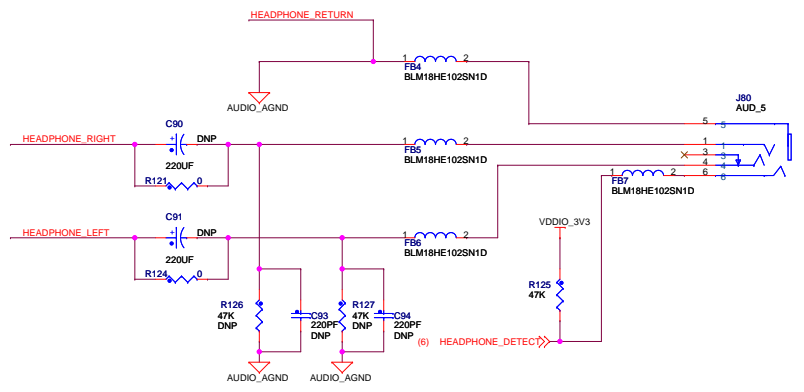 HEADPHONE_RETURN
1 2
FB4
BLM18HE102SN1D
AUDIO_AGND
J80
AUD_5
C90
DNP
5 5
HEADPHONE_RIGHT
+
1 2
1 1
220UF
FB5
BLM18HE102SN1D
3 3
4 4
R121 0
1 2
6 6
FB7
BLM18HE102SN1D
C91
VDDIO_3V3
HEADPHONE_LEFT
+
DNP
1 2
FB6
BLM18HE102SN1D
220UF
R124 0
R125
47K
R126
47K
DNP
C93
220PF
DNP
R127
47K
DNP
C94
220PF
DNP
(6) HEADPHONE_DETECT
AUDIO_AGND
AUDIO_AGND